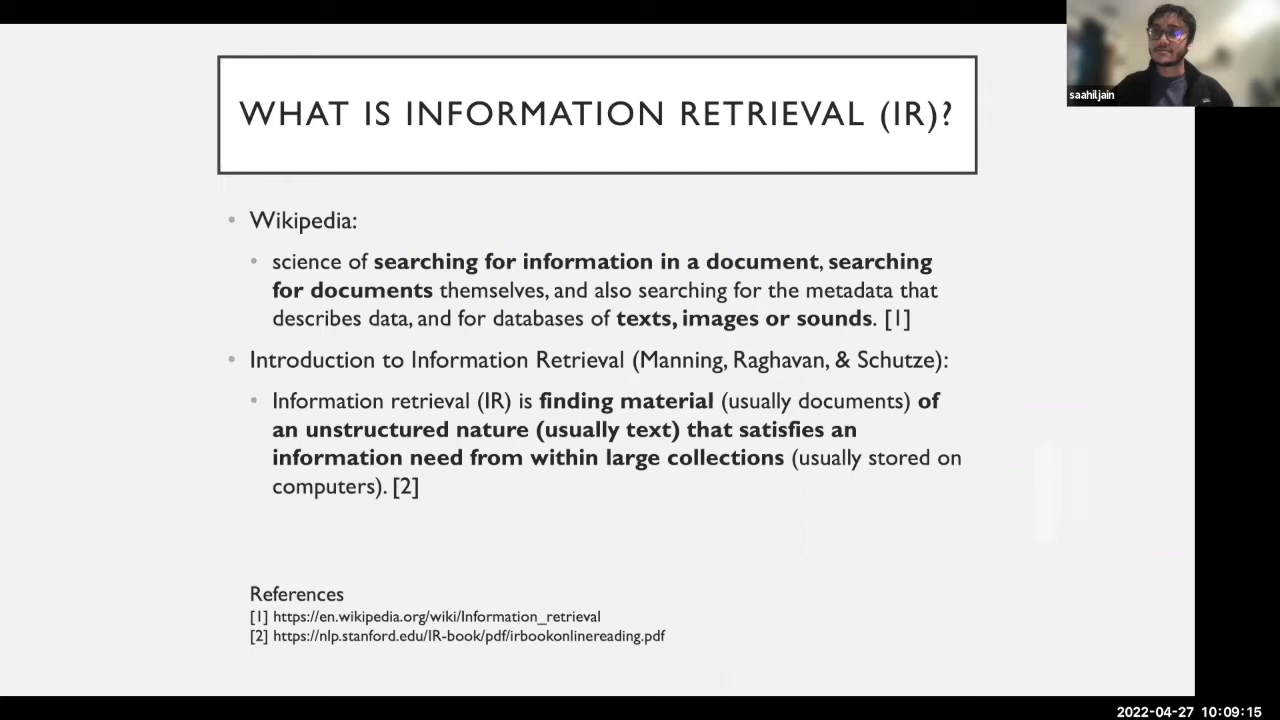 WHAT IS INFORMATION RETRIEVAL (IR)?
saahil jain
• Wikipedia:
• science of searching for information in a document, searching
for documents themselves, and also searching for the metadata that
describes data, and for databases of texts, images or sounds. [1]
• Introduction to Information Retrieval (Manning, Raghavan, & Schutze):
• Information retrieval (IR) is finding material (usually documents) of
an unstructured nature (usually text) that satisfies an
information need from within large collections (usually stored on
computers). [2]
References
[1] https://en.wikipedia.org/wiki/Information_retrieval
[2] https://nlp.stanford.edu/IR-book/pdf/irbookonlinereading.pdf
2022-04-27 10:09:15